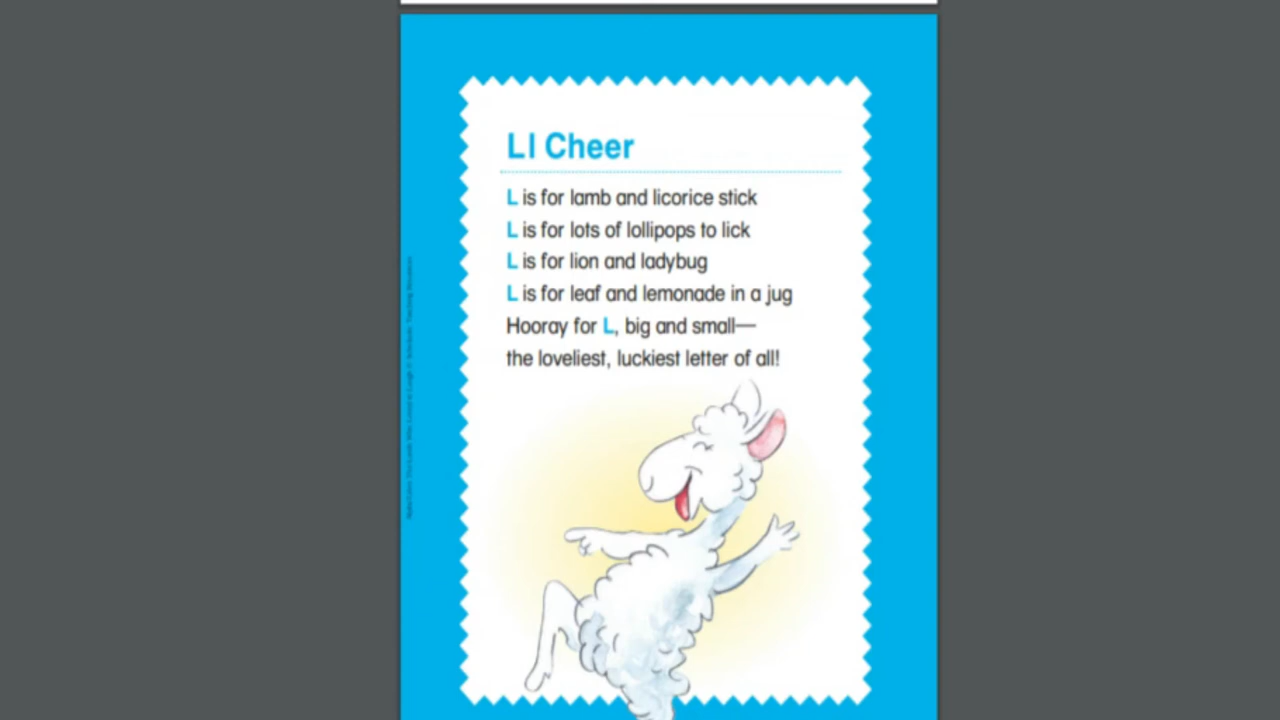 Ll Cheer
L is for lamb and licorice stick
L is for lots of lollipops to lick
L is for lion and ladybug
L is for leaf and lemonade in a jug
Hooray for L, big and small—
the loveliest, luckiest letter of all!